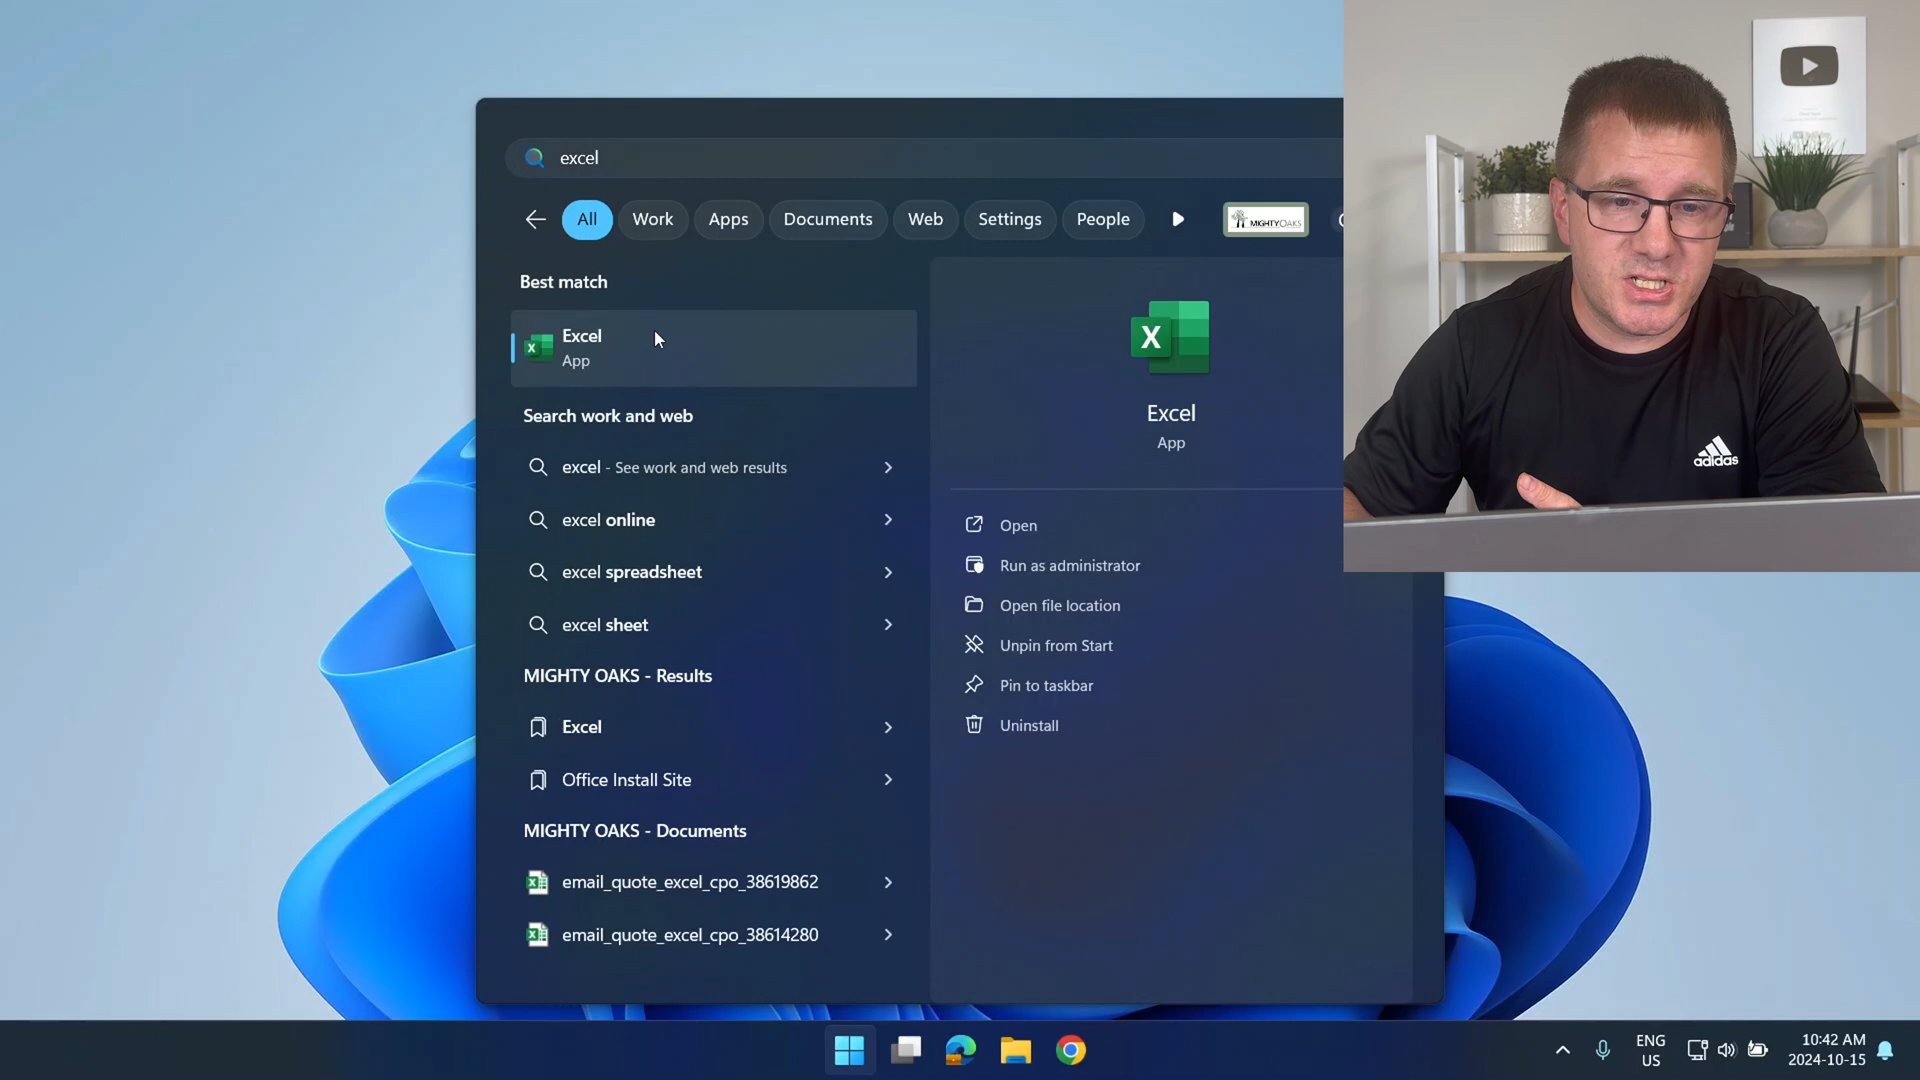 excel
All
Work
Apps
Documents
Web
Settings
People
MIGHTYOAKS
Best match
Excel
App
Search work and web
excel - See work and web results
excel online
excel spreadsheet
excel sheet
MIGHTY OAKS - Results
Excel
Office Install Site
MIGHTY OAKS - Documents
email_quote_excel_cpo_38619862
email_quote_excel_cpo_38614280
Excel
App
Open
Run as administrator
Open file location
Unpin from Start
Pin to taskbar
Uninstall
adidas
ENG
US
10:42 AM
2024-10-15